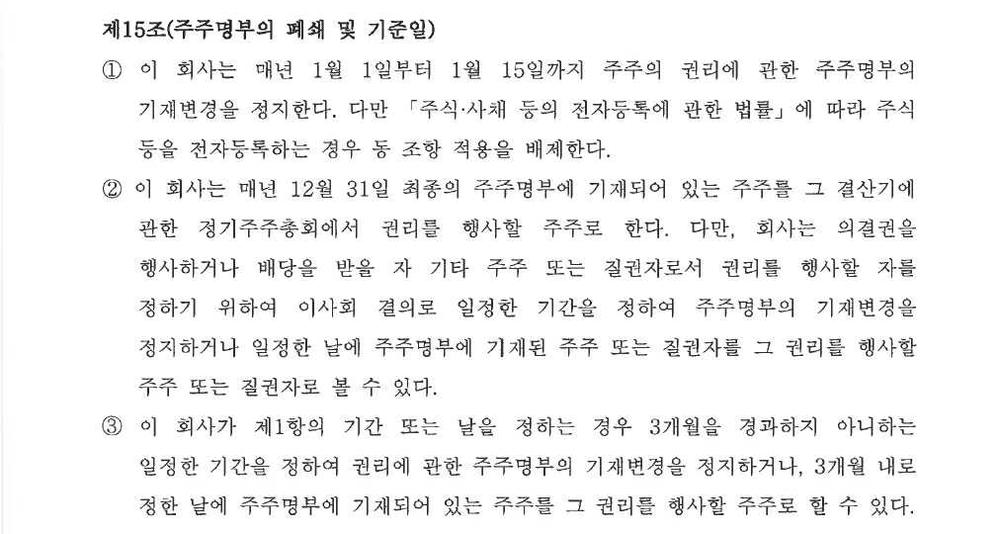 제15조(주주명부의 폐쇄 및 기준일)
① 이 회사는 매년 1월 1일부터 1월 15일까지 주주의 권리에 관한 주주명부의
기재변경을 정지한다. 다만 「주식·사채 등의 전자등록에 관한 법률」에 따라 주식
등을 전자등록하는 경우 동 조항 적용을 배제한다.
② 이 회사는 매년 12월 31일 최종의 주주명부에 기재되어 있는 주주를 그 결산기에
관한 정기주주총회에서 권리를 행사할 주주로 한다. 다만, 회사는 의결권을
행사하거나 배당을 받을 자 기타 주주 또는 질권자로서 권리를 행사할 자를
정하기 위하여 이사회 결의로 일정한 기간을 정하여 주주명부의 기재변경을
정지하거나 일정한 날에 주주명부에 기재된 주주 또는 질권자를 그 권리를 행사할
주주 또는 질권자로 볼 수 있다.
③ 이 회사가 제1항의 기간 또는 날을 정하는 경우 3개월을 경과하지 아니하는
일정한 기간을 정하여 권리에 관한 주주명부의 기재변경을 정지하거나, 3개월 내로
정한 날에 주주명부에 기재되어 있는 주주를 그 권리를 행사할 주주로 할 수 있다.